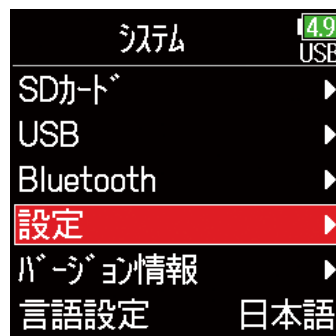 システム
4.9
USB
SDカード
USB
Bluetooth
設定
バージョン情報
言語設定 日本語